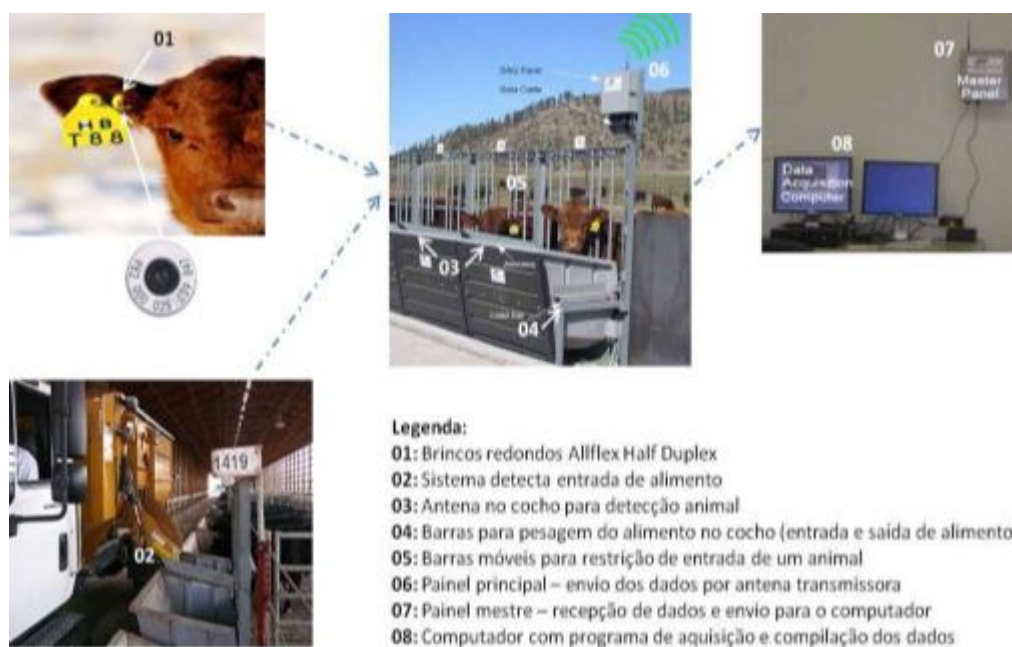 01
HB
T88
06
05
03
04
07
Master
Panel
08
Data
Acquisition
Computer
1419
02
Legenda:
01: Brincos redondos Allflex Half Duplex
02: Sistema detecta entrada de alimento
03: Antena no cocho para detecção animal
04: Barras para pesagem do alimento no cocho (entrada e saída de alimento
05: Barras móveis para restrição de entrada de um animal
06: Painel principal – envio dos dados por antena transmissora
07: Painel mestre – recepção de dados e envio para o computador
08: Computador com programa de aquisição e compilação dos dados